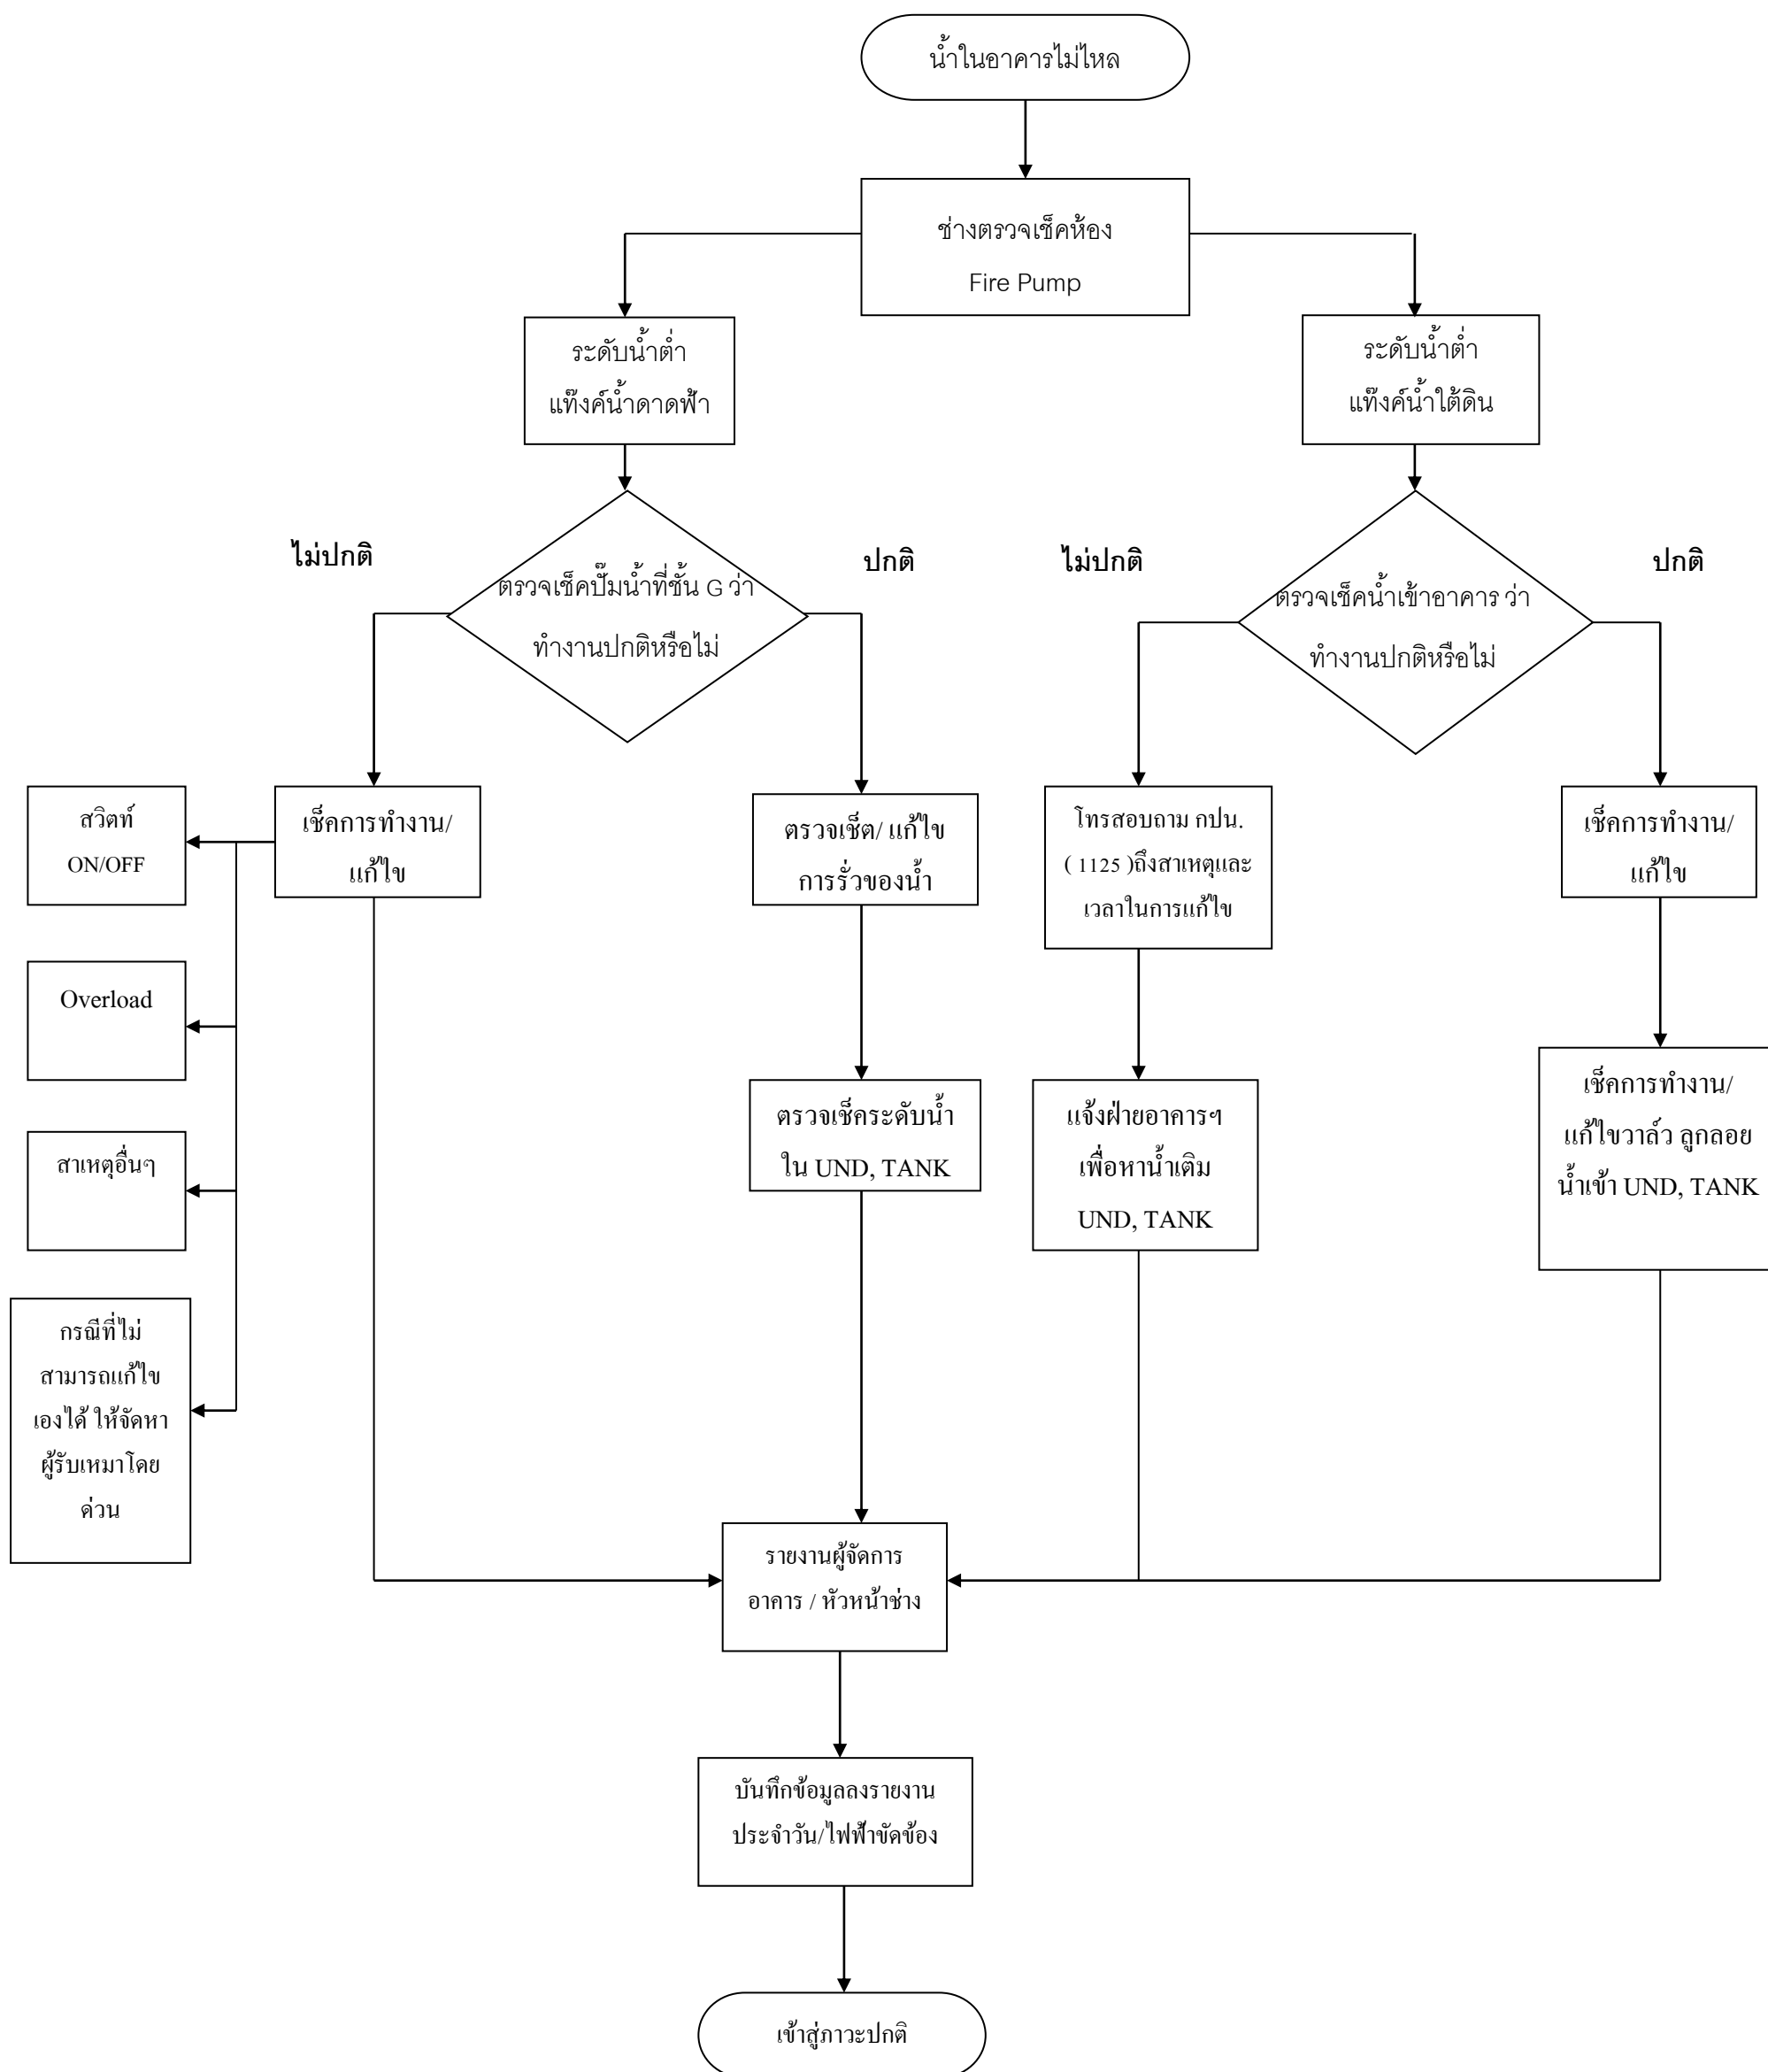 น้ำในอาคารไม่ไหล
ช่างตรวจเช็คห้อง
Fire Pump
ระดับน้ำต่ำ
แท๊งค์น้ำดาดฟ้า
ระดับน้ำต่ำ
แท๊งค์น้ำใต้ดิน
ไม่ปกติ
ตรวจเช็คปั๊มน้ำที่ชั้น G ว่า
ทำงานปกติหรือไม่
ปกติ
ไม่ปกติ
ตรวจเช็คน้ำเข้าอาคาร ว่า
ทำงานปกติหรือไม่
ปกติ
สวิตท์
ON/OFF
เช็คการทำงาน/
แก้ไข
ตรวจเช็ต/ แก้ไข
การรั่วของน้ำ
โทรสอบถาม กปน.
( 1125 )ถึงสาเหตุและ
เวลาในการแก้ไข
เช็คการทำงาน/
แก้ไข
Overload
สาเหตุอื่นๆ
กรณีที่ไม่
สามารถแก้ไข
เองได้ ให้จัดหา
ผู้รับเหมาโดย
ด่วน
ตรวจเช็คระดับน้ำ
ใน UND, TANK
แจ้งฝ่ายอาคารฯ
เพื่อหาน้ำเติม
UND, TANK
เช็คการทำงาน/
แก้ไขวาล์ว ลูกลอย
น้ำเข้า UND, TANK
รายงานผู้จัดการ
อาคาร / หัวหน้าช่าง
บันทึกข้อมูลลงรายงาน
ประจำวัน/ไฟฟ้าขัดข้อง
เข้าสู่ภาวะปกติ